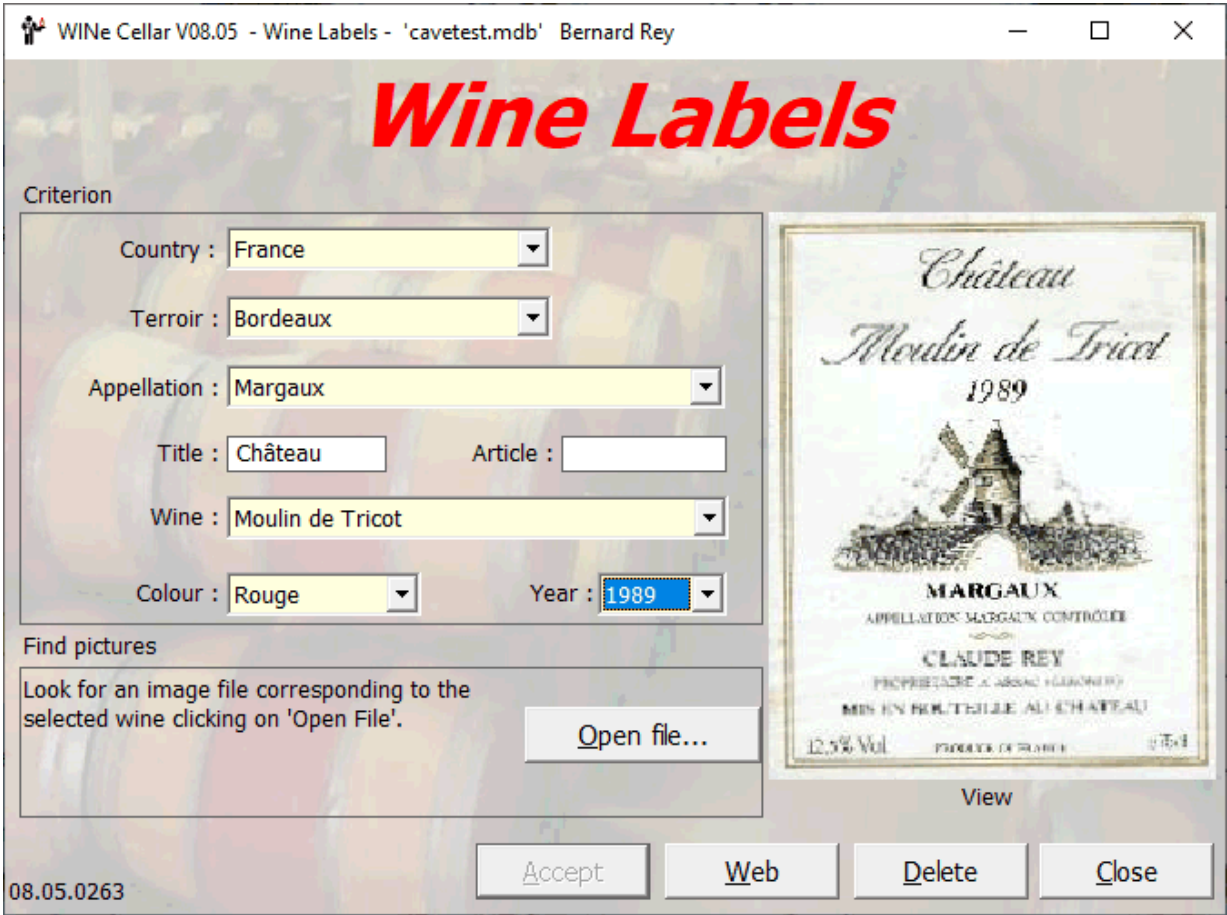 WINe Cellar V08.05 - Wine Labels - 'cavetest.mdb' Bernard Rey
Wine Labels
Criterion
Country : France
Terroir : Bordeaux
Appellation : Margaux
Title : Château Article :
Wine : Moulin de Tricot
Colour : Rouge Year : 1989
Find pictures
Look for an image file corresponding to the
selected wine clicking on 'Open File'.
Open file...
Château
Moulin de Tricot
1989
MARGAUX
APPELLATION MARGAUX CONTRÔLÉE
CLAUDE REY
PROPRIETAIRE A ARSAC (GIRONDE)
MIS EN BOUTEILLE AU CHATEAU
12,5% Vol. PRODUCE OF FRANCE
View
Accept Web Delete Close
08.05.0263